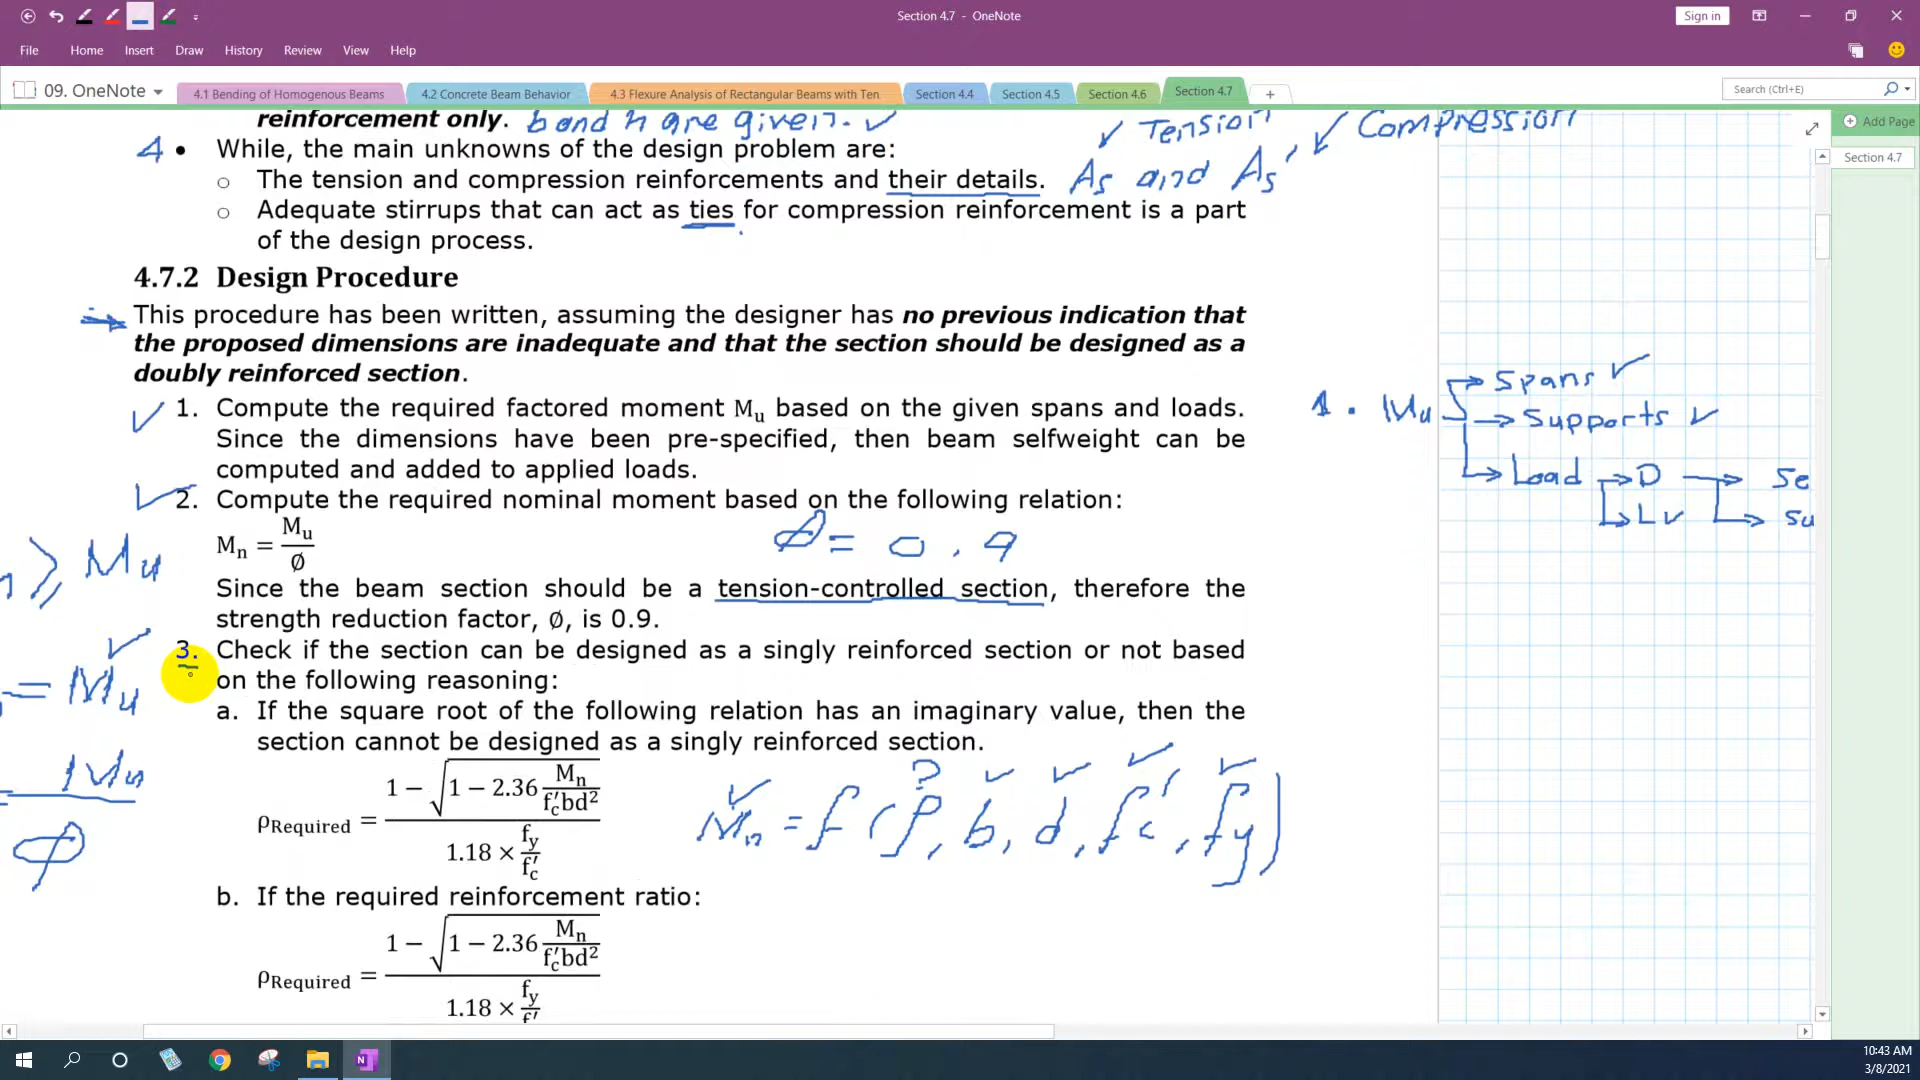 Section 4.7 - OneNote
Sign in
File Home Insert Draw History Review View Help
09. OneNote
4.1 Bending of Homogenous Beams
4.2 Concrete Beam Behavior
4.3 Flexure Analysis of Rectangular Beams with Ten
Section 4.4
Section 4.5
Section 4.6
Section 4.7
Search (Ctrl+E)
Add Page
Section 4.7
reinforcement only. b and h are given.
Tension
Compression
4 • While, the main unknowns of the design problem are:
○ The tension and compression reinforcements and their details. As and As'
○ Adequate stirrups that can act as ties for compression reinforcement is a part
of the design process.
4.7.2 Design Procedure
This procedure has been written, assuming the designer has no previous indication that
the proposed dimensions are inadequate and that the section should be designed as a
doubly reinforced section.
1. Compute the required factored moment Mu based on the given spans and loads.
Since the dimensions have been pre-specified, then beam selfweight can be
computed and added to applied loads.
1. Mu
Spans
Supports
Load
D
L
Se
Su
2. Compute the required nominal moment based on the following relation:
Mn = Mu/Ø
Ø = 0.9
Since the beam section should be a tension-controlled section, therefore the
strength reduction factor, Ø, is 0.9.
n ≥ Mu
= Mu
Mu
Ø
3. Check if the section can be designed as a singly reinforced section or not based
on the following reasoning:
a. If the square root of the following relation has an imaginary value, then the
section cannot be designed as a singly reinforced section.
ρRequired = (1 − √(1 − 2.36 Mn/(f′c bd²))) / (1.18 × fy/f′c)
Mn = f(ρ, b, d, fc', fy)
?
b. If the required reinforcement ratio:
ρRequired = (1 − √(1 − 2.36 Mn/(f′c bd²))) / (1.18 × fy/f′
10:43 AM
3/8/2021